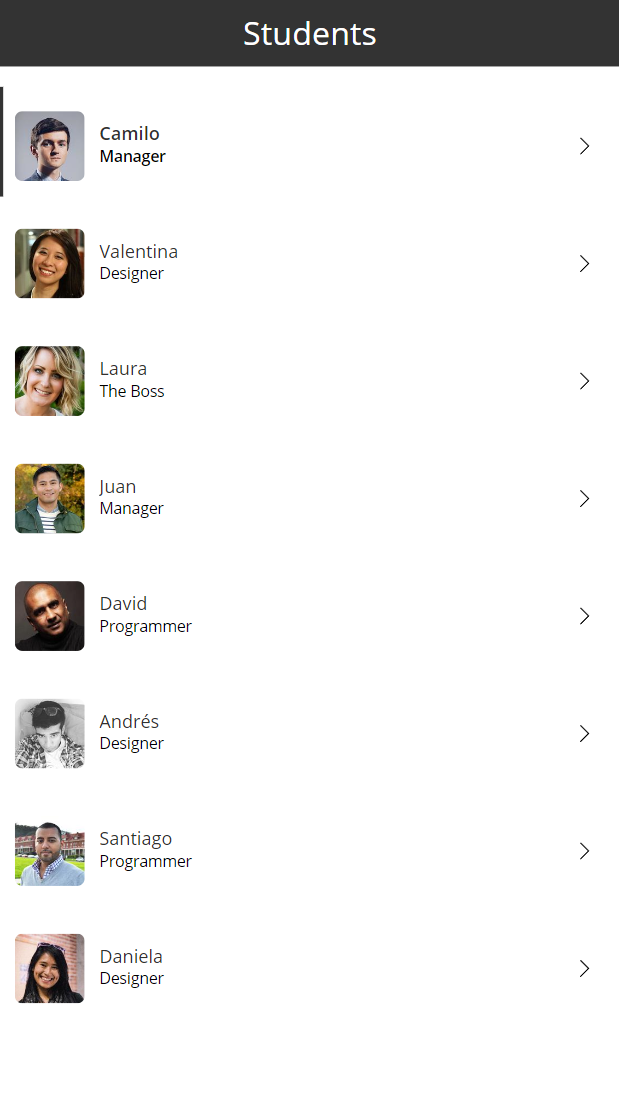 Students
Camilo
Manager
Valentina
Designer
Laura
The Boss
Juan
Manager
David
Programmer
Andrés
Designer
Santiago
Programmer
Daniela
Designer